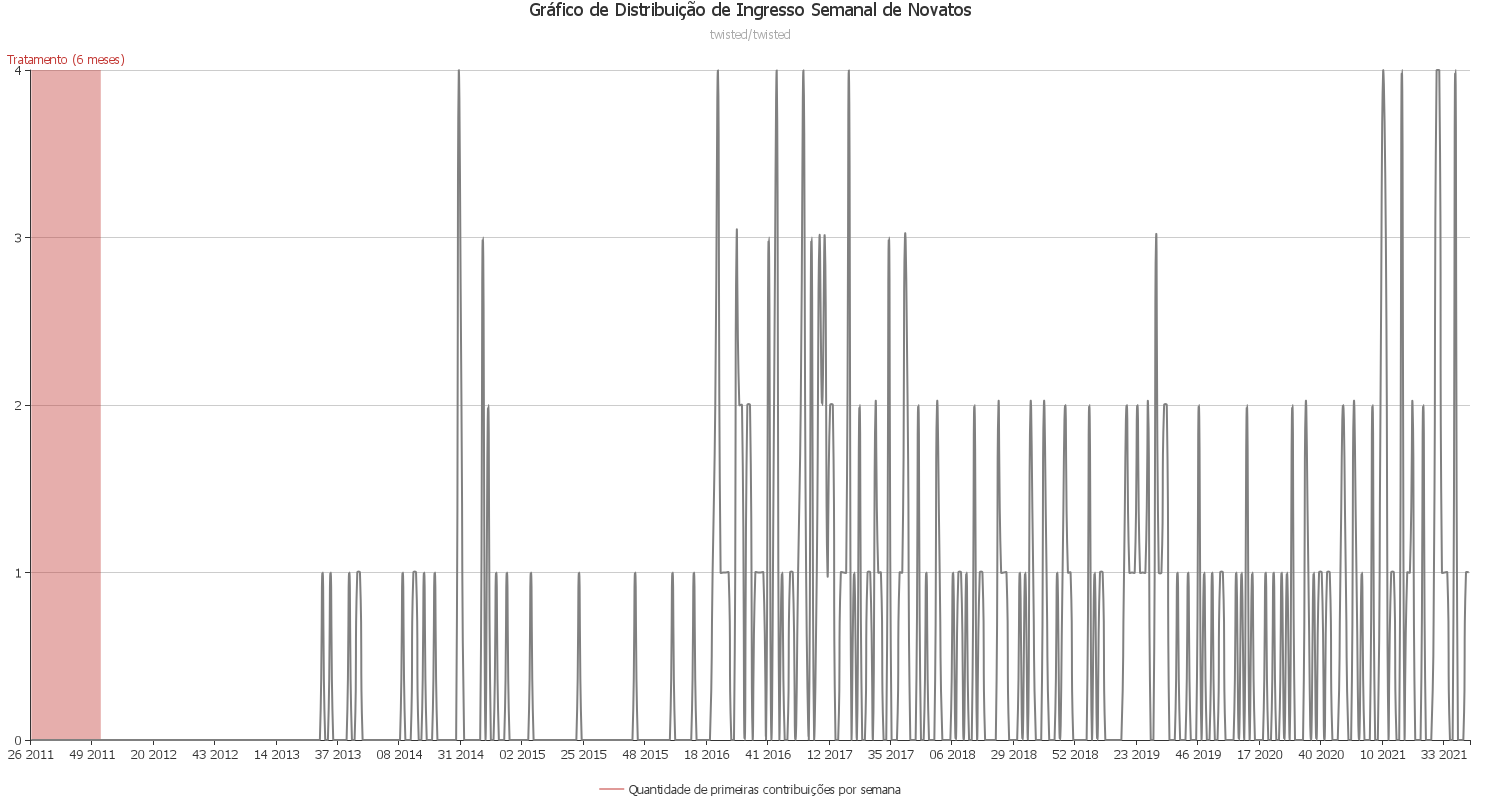 Gráfico de Distribuição de Ingresso Semanal de Novatos
twisted/twisted
Tratamento (6 meses)
4
3
2
1
0
26 2011 49 2011 20 2012 43 2012 14 2013 37 2013 08 2014 31 2014 02 2015 25 2015 48 2015 18 2016 41 2016 12 2017 35 2017 06 2018 29 2018 52 2018 23 2019 46 2019 17 2020 40 2020 10 2021 33 2021
Quantidade de primeiras contribuições por semana